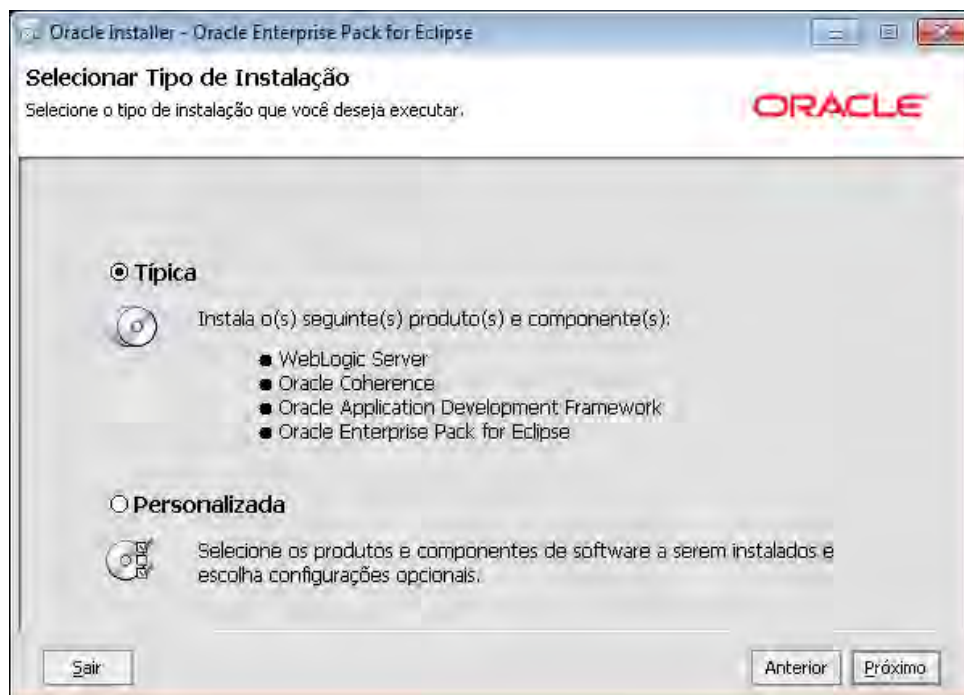 Oracle Installer - Oracle Enterprise Pack for Eclipse
Selecionar Tipo de Instalação
Selecione o tipo de instalação que você deseja executar.
ORACLE
Típica
Instala o(s) seguinte(s) produto(s) e componente(s):
WebLogic Server
Oracle Coherence
Oracle Application Development Framework
Oracle Enterprise Pack for Eclipse
Personalizada
Selecione os produtos e componentes de software a serem instalados e
escolha configurações opcionais.
Sair
Anterior
Próximo